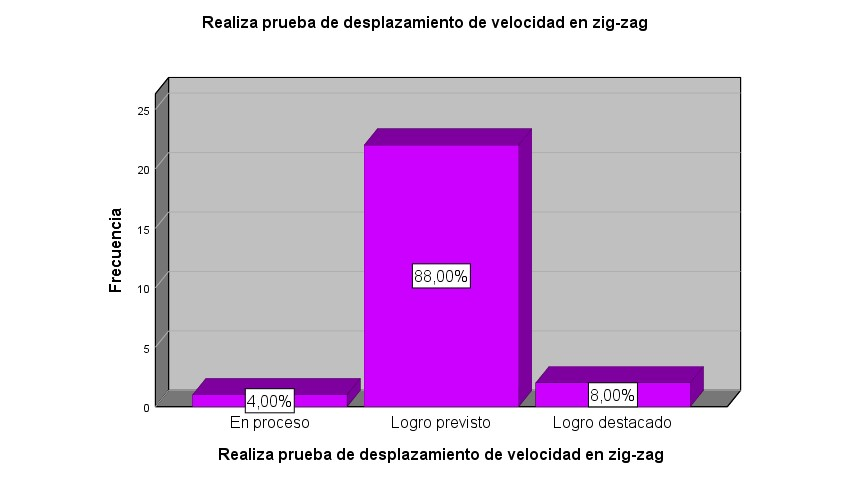 Realiza prueba de desplazamiento de velocidad en zig-zag
25
20
15
10
5
0
Frecuencia
4,00%
88,00%
8,00%
En proceso
Logro previsto
Logro destacado
Realiza prueba de desplazamiento de velocidad en zig-zag